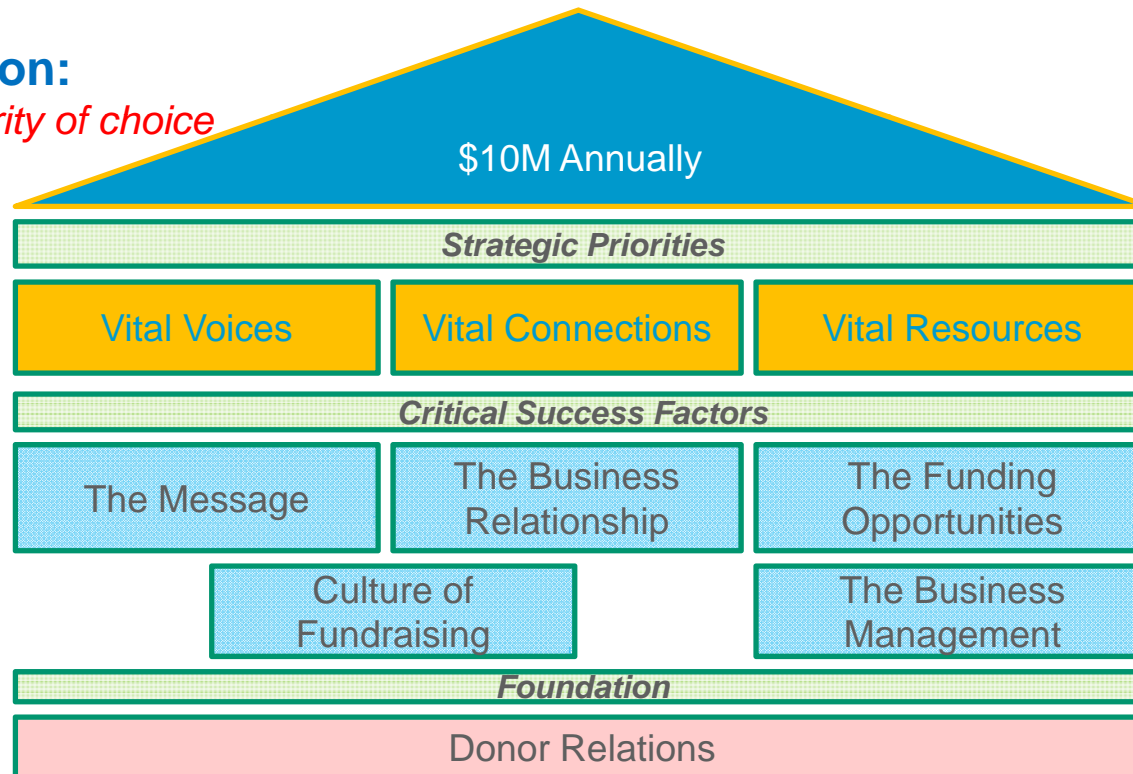 on:
rity of choice
$10M Annually
Strategic Priorities
Vital Voices
Vital Connections
Vital Resources
Critical Success Factors
The Message
The Business
Relationship
The Funding
Opportunities
Culture of
Fundraising
The Business
Management
Foundation
Donor Relations